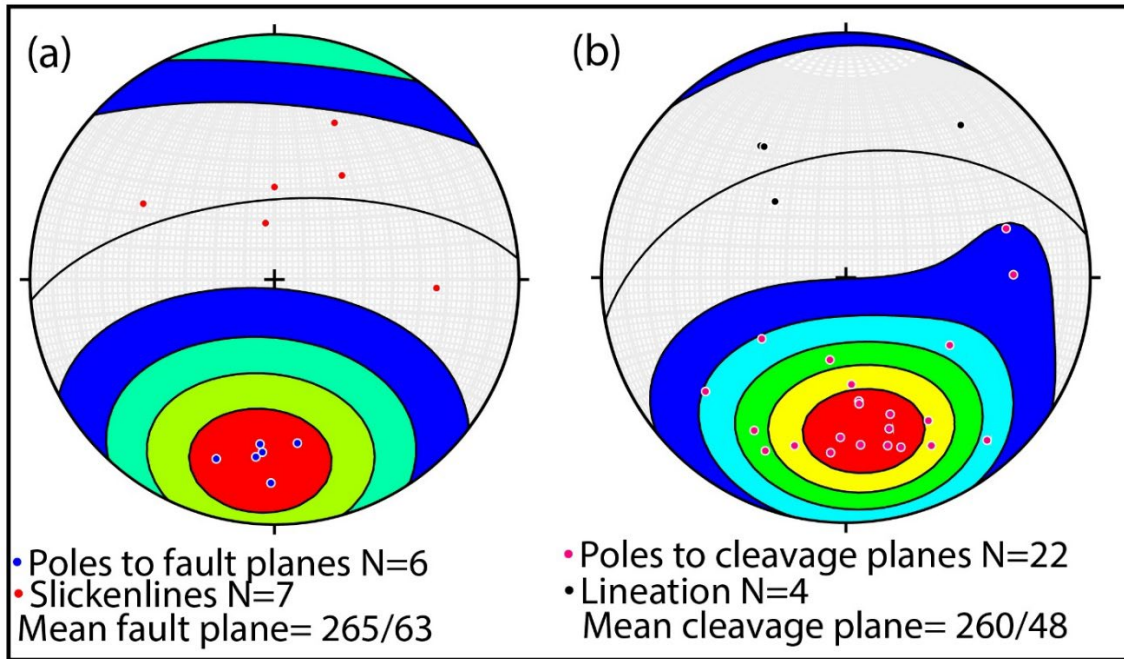 (a)
(b)
• Poles to fault planes N=6
• Slickenlines N=7
Mean fault plane= 265/63
• Poles to cleavage planes N=22
• Lineation N=4
Mean cleavage plane= 260/48